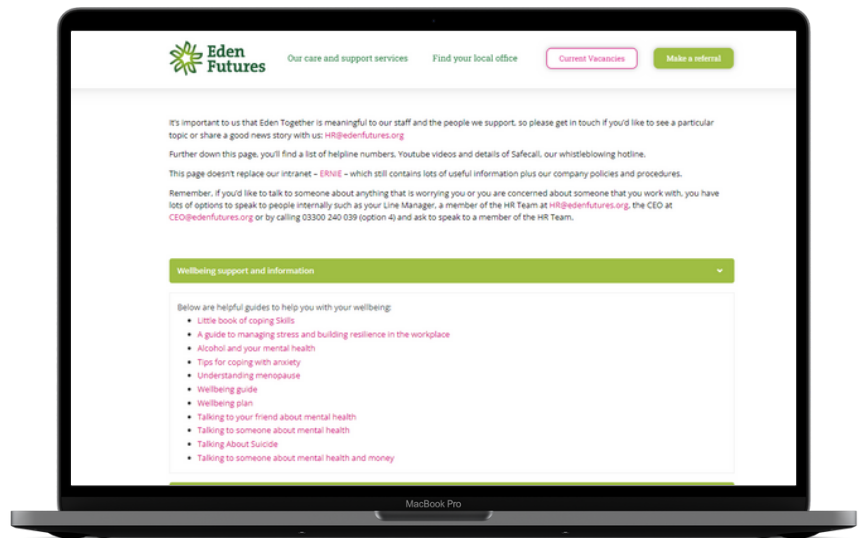 Eden
Futures
Our care and support services
Find your local office
Current Vacancies
Make a referral
It's important to us that Eden Together is meaningful to our staff and the people we support, so please get in touch if you'd like to see a particular
topic or share a good news story with us: HR@edenfutures.org
Further down this page, you'll find a list of helpline numbers, Youtube videos and details of Safecall, our whistleblowing hotline.
This page doesn't replace our intranet – ERNIE – which still contains lots of useful information plus our company policies and procedures.
Remember, if you'd like to talk to someone about anything that is worrying you or you are concerned about someone that you work with, you have
lots of options to speak to people internally such as your Line Manager, a member of the HR Team at HR@edenfutures.org, the CEO at
CEO@edenfutures.org or by calling 03300 240 039 (option 4) and ask to speak to a member of the HR Team.
Wellbeing support and information
Below are helpful guides to help you with your wellbeing:
• Little book of coping Skills
• A guide to managing stress and building resilience in the workplace
• Alcohol and your mental health
• Tips for coping with anxiety
• Understanding menopause
• Wellbeing guide
• Wellbeing plan
• Talking to your friend about mental health
• Talking to someone about mental health
• Talking About Suicide
• Talking to someone about mental health and money
MacBook Pro